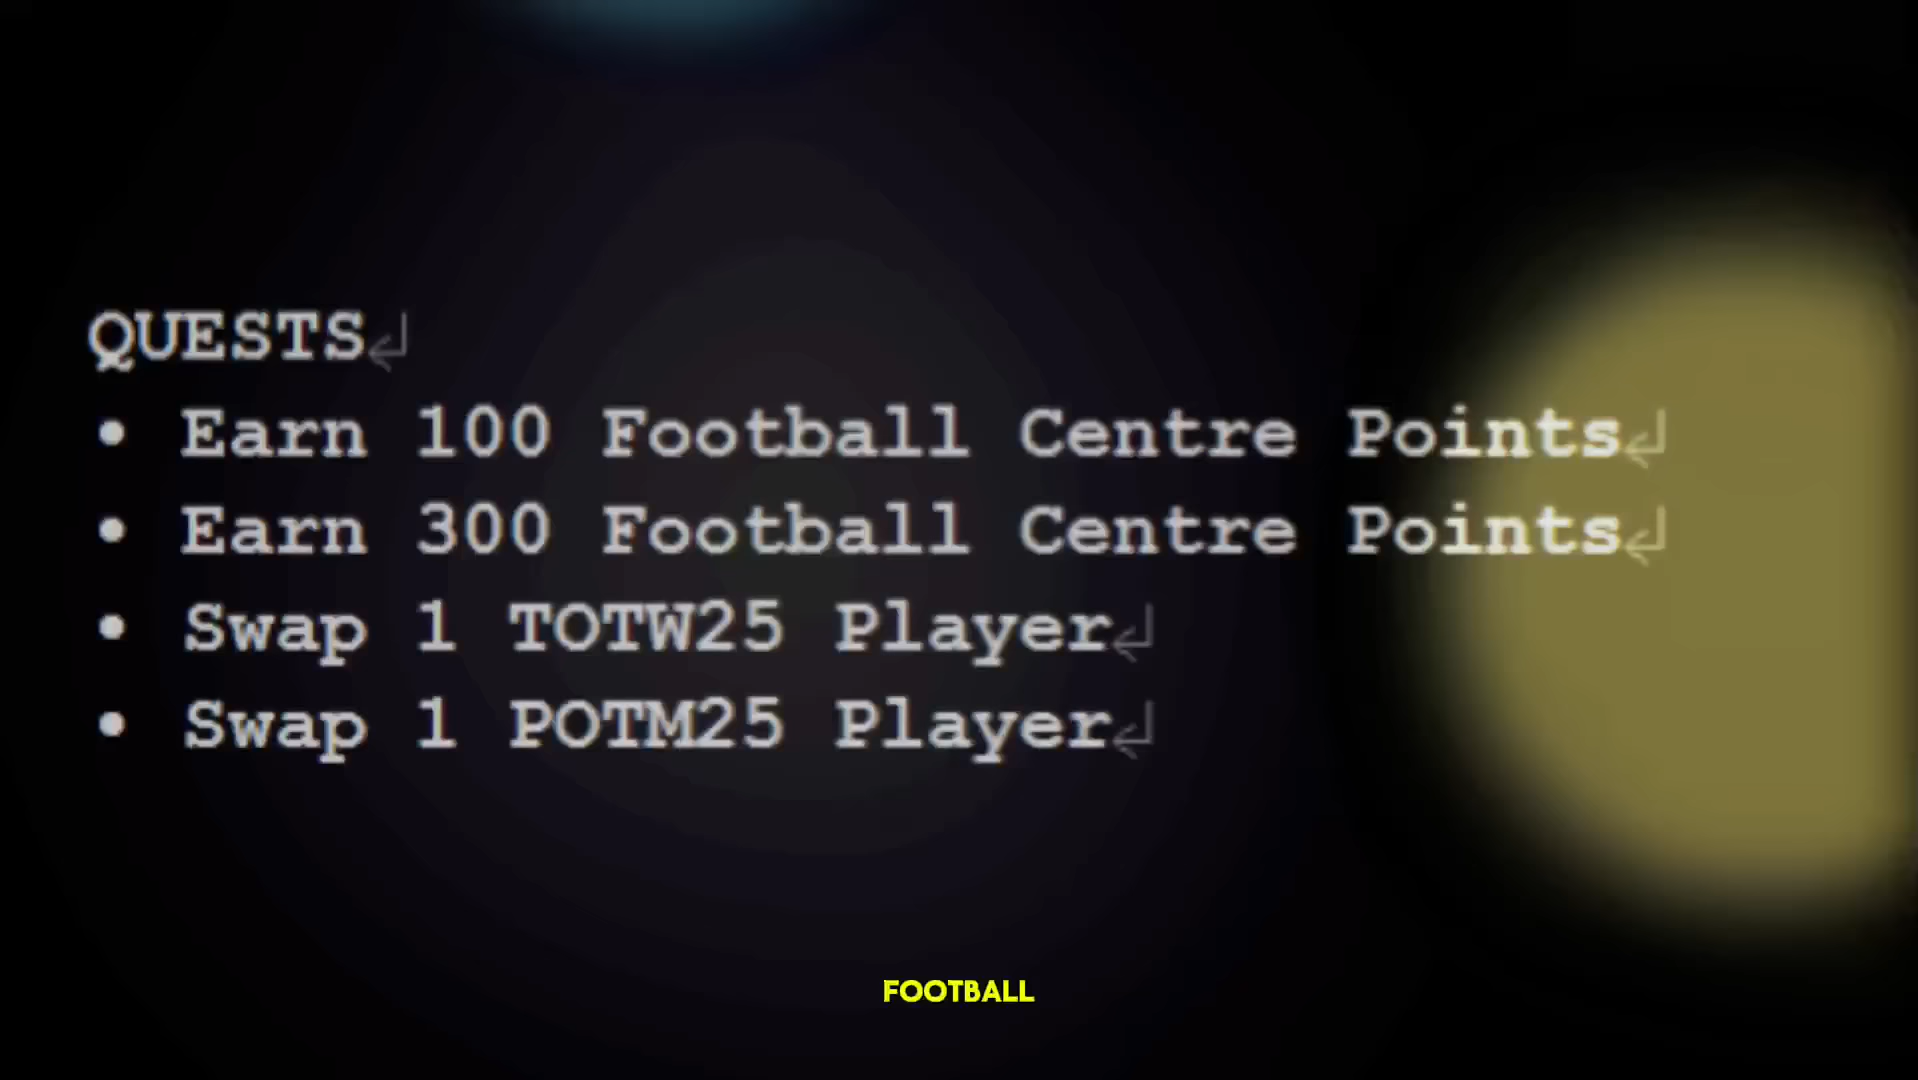 QUESTS↵
• Earn 100 Football Centre Points↵
• Earn 300 Football Centre Points↵
• Swap 1 TOTW25 Player↵
• Swap 1 POTM25 Player↵
FOOTBALL